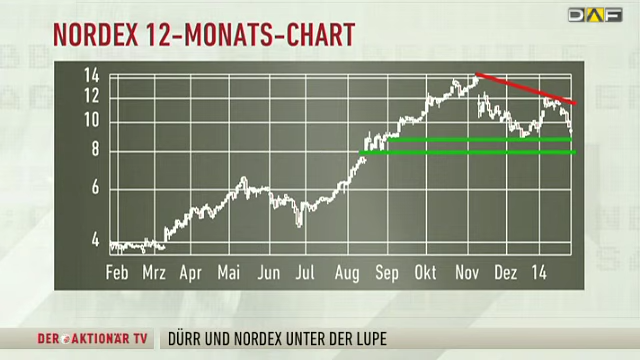 DAF
NORDEX 12-MONATS-CHART
14
12
10
8
6
4
Feb Mrz Apr Mai Jun Jul Aug Sep Okt Nov Dez 14
DER AKTIONÄR TV
DÜRR UND NORDEX UNTER DER LUPE